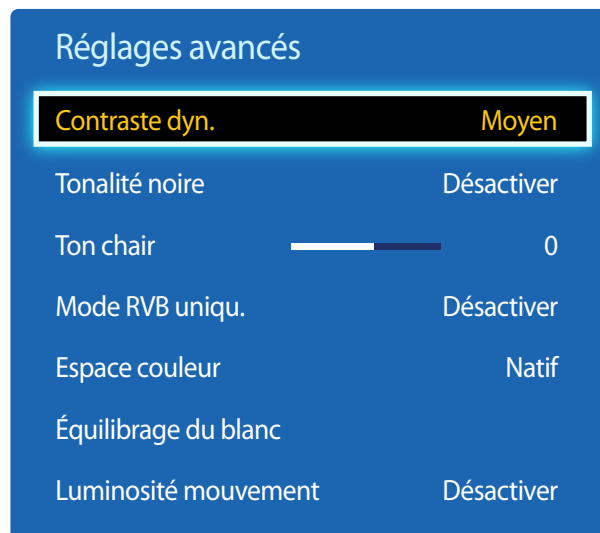 Réglages avancés
Contraste dyn. Moyen
Tonalité noire Désactiver
Ton chair 0
Mode RVB uniqu. Désactiver
Espace couleur Natif
Équilibrage du blanc
Luminosité mouvement Désactiver